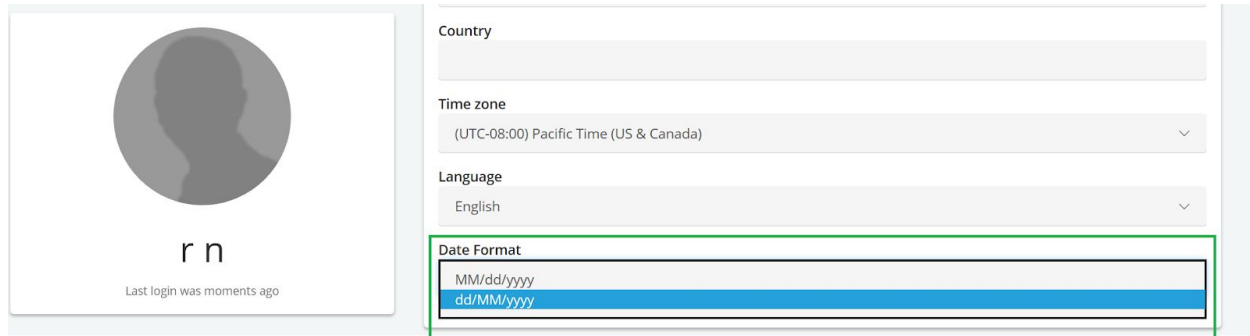 r n
Last login was moments ago
Country
Time zone
(UTC-08:00) Pacific Time (US & Canada)
Language
English
Date Format
MM/dd/yyyy
dd/MM/yyyy